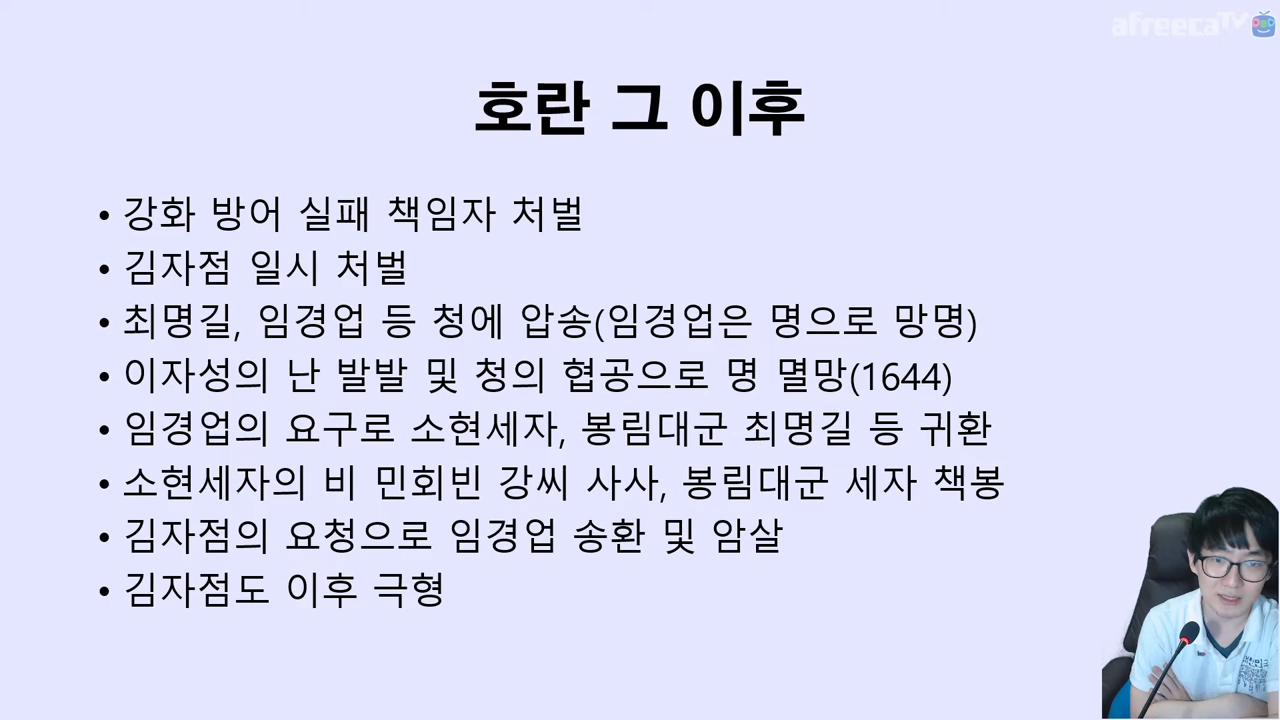 afreecaTV
호란 그 이후
• 강화 방어 실패 책임자 처벌
• 김자점 일시 처벌
• 최명길, 임경업 등 청에 압송(임경업은 명으로 망명)
• 이자성의 난 발발 및 청의 협공으로 명 멸망(1644)
• 임경업의 요구로 소현세자, 봉림대군 최명길 등 귀환
• 소현세자의 비 민회빈 강씨 사사, 봉림대군 세자 책봉
• 김자점의 요청으로 임경업 송환 및 암살
• 김자점도 이후 극형
대한민국